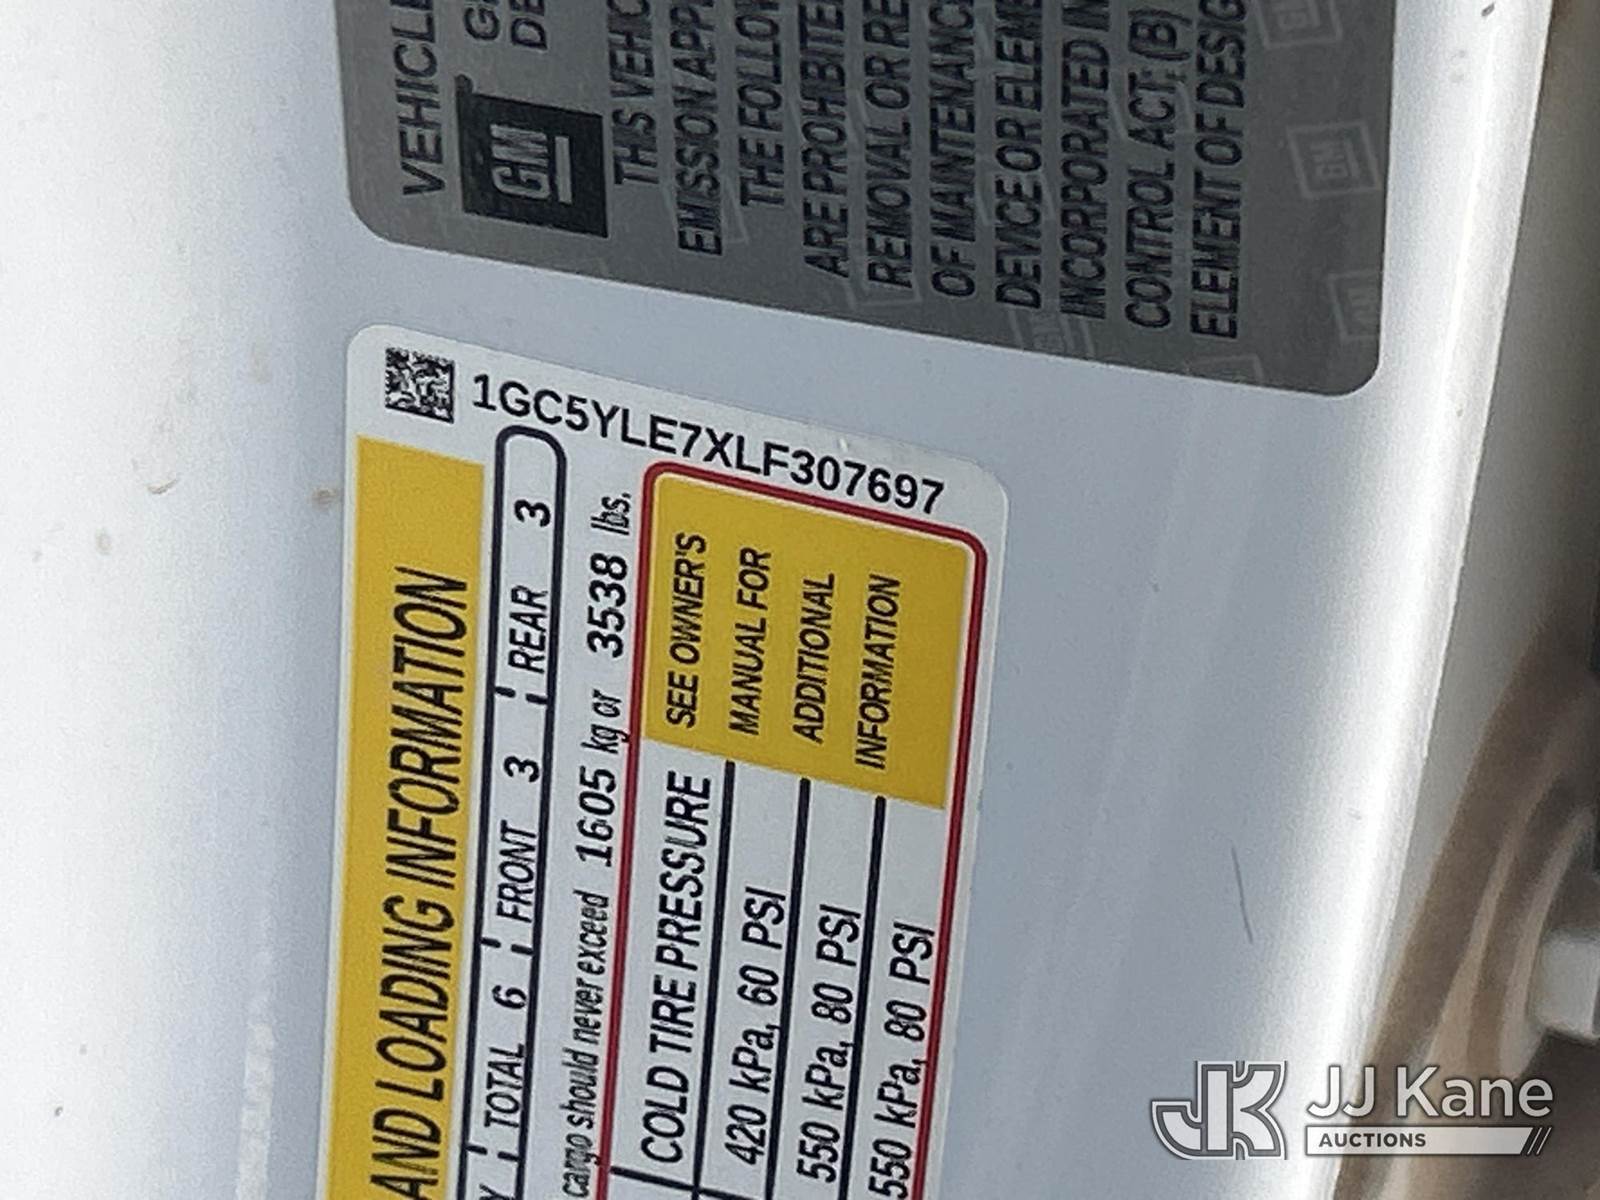 AND LOADING INFORMATION
TOTAL 6 FRONT 3 REAR 3
cargo should never exceed 1605 kg or 3538 lbs.
COLD TIRE PRESSURE
420 kPa, 60 PSI
550 kPa, 80 PSI
550 kPa, 80 PSI
SEE OWNER'S
MANUAL FOR
ADDITIONAL
INFORMATION
1GC5YLE7XLF307697
VEHICLE
GM
THIS VEHIC
EMISSION APP
THE FOLLOW
ARE PROHIBITE
REMOVAL OR RE
OF MAINTENANC
DEVICE OR ELEME
INCORPORATED IN
CONTROL ACT, (B)
ELEMENT OF DESIG
JJ Kane
AUCTIONS